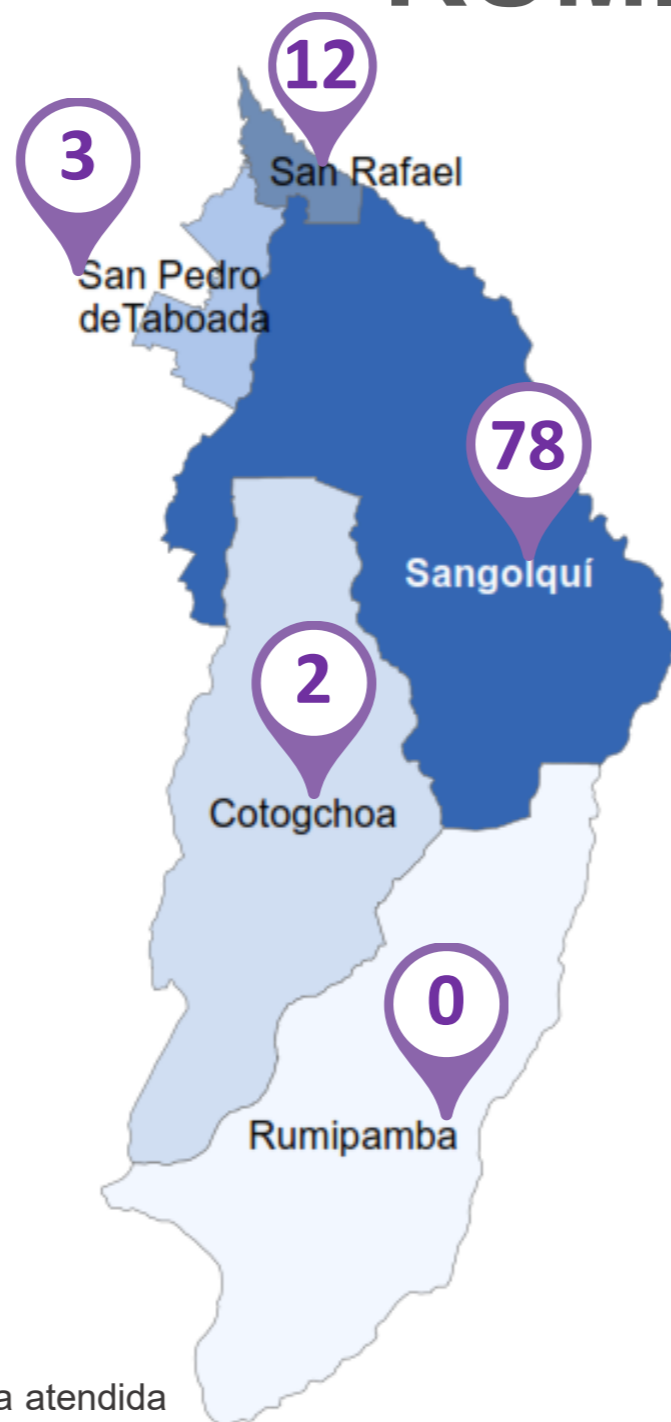 12
San Rafael
3
San Pedro
deTaboada
78
Sangolquí
2
Cotogchoa
0
Rumipamba
atendida